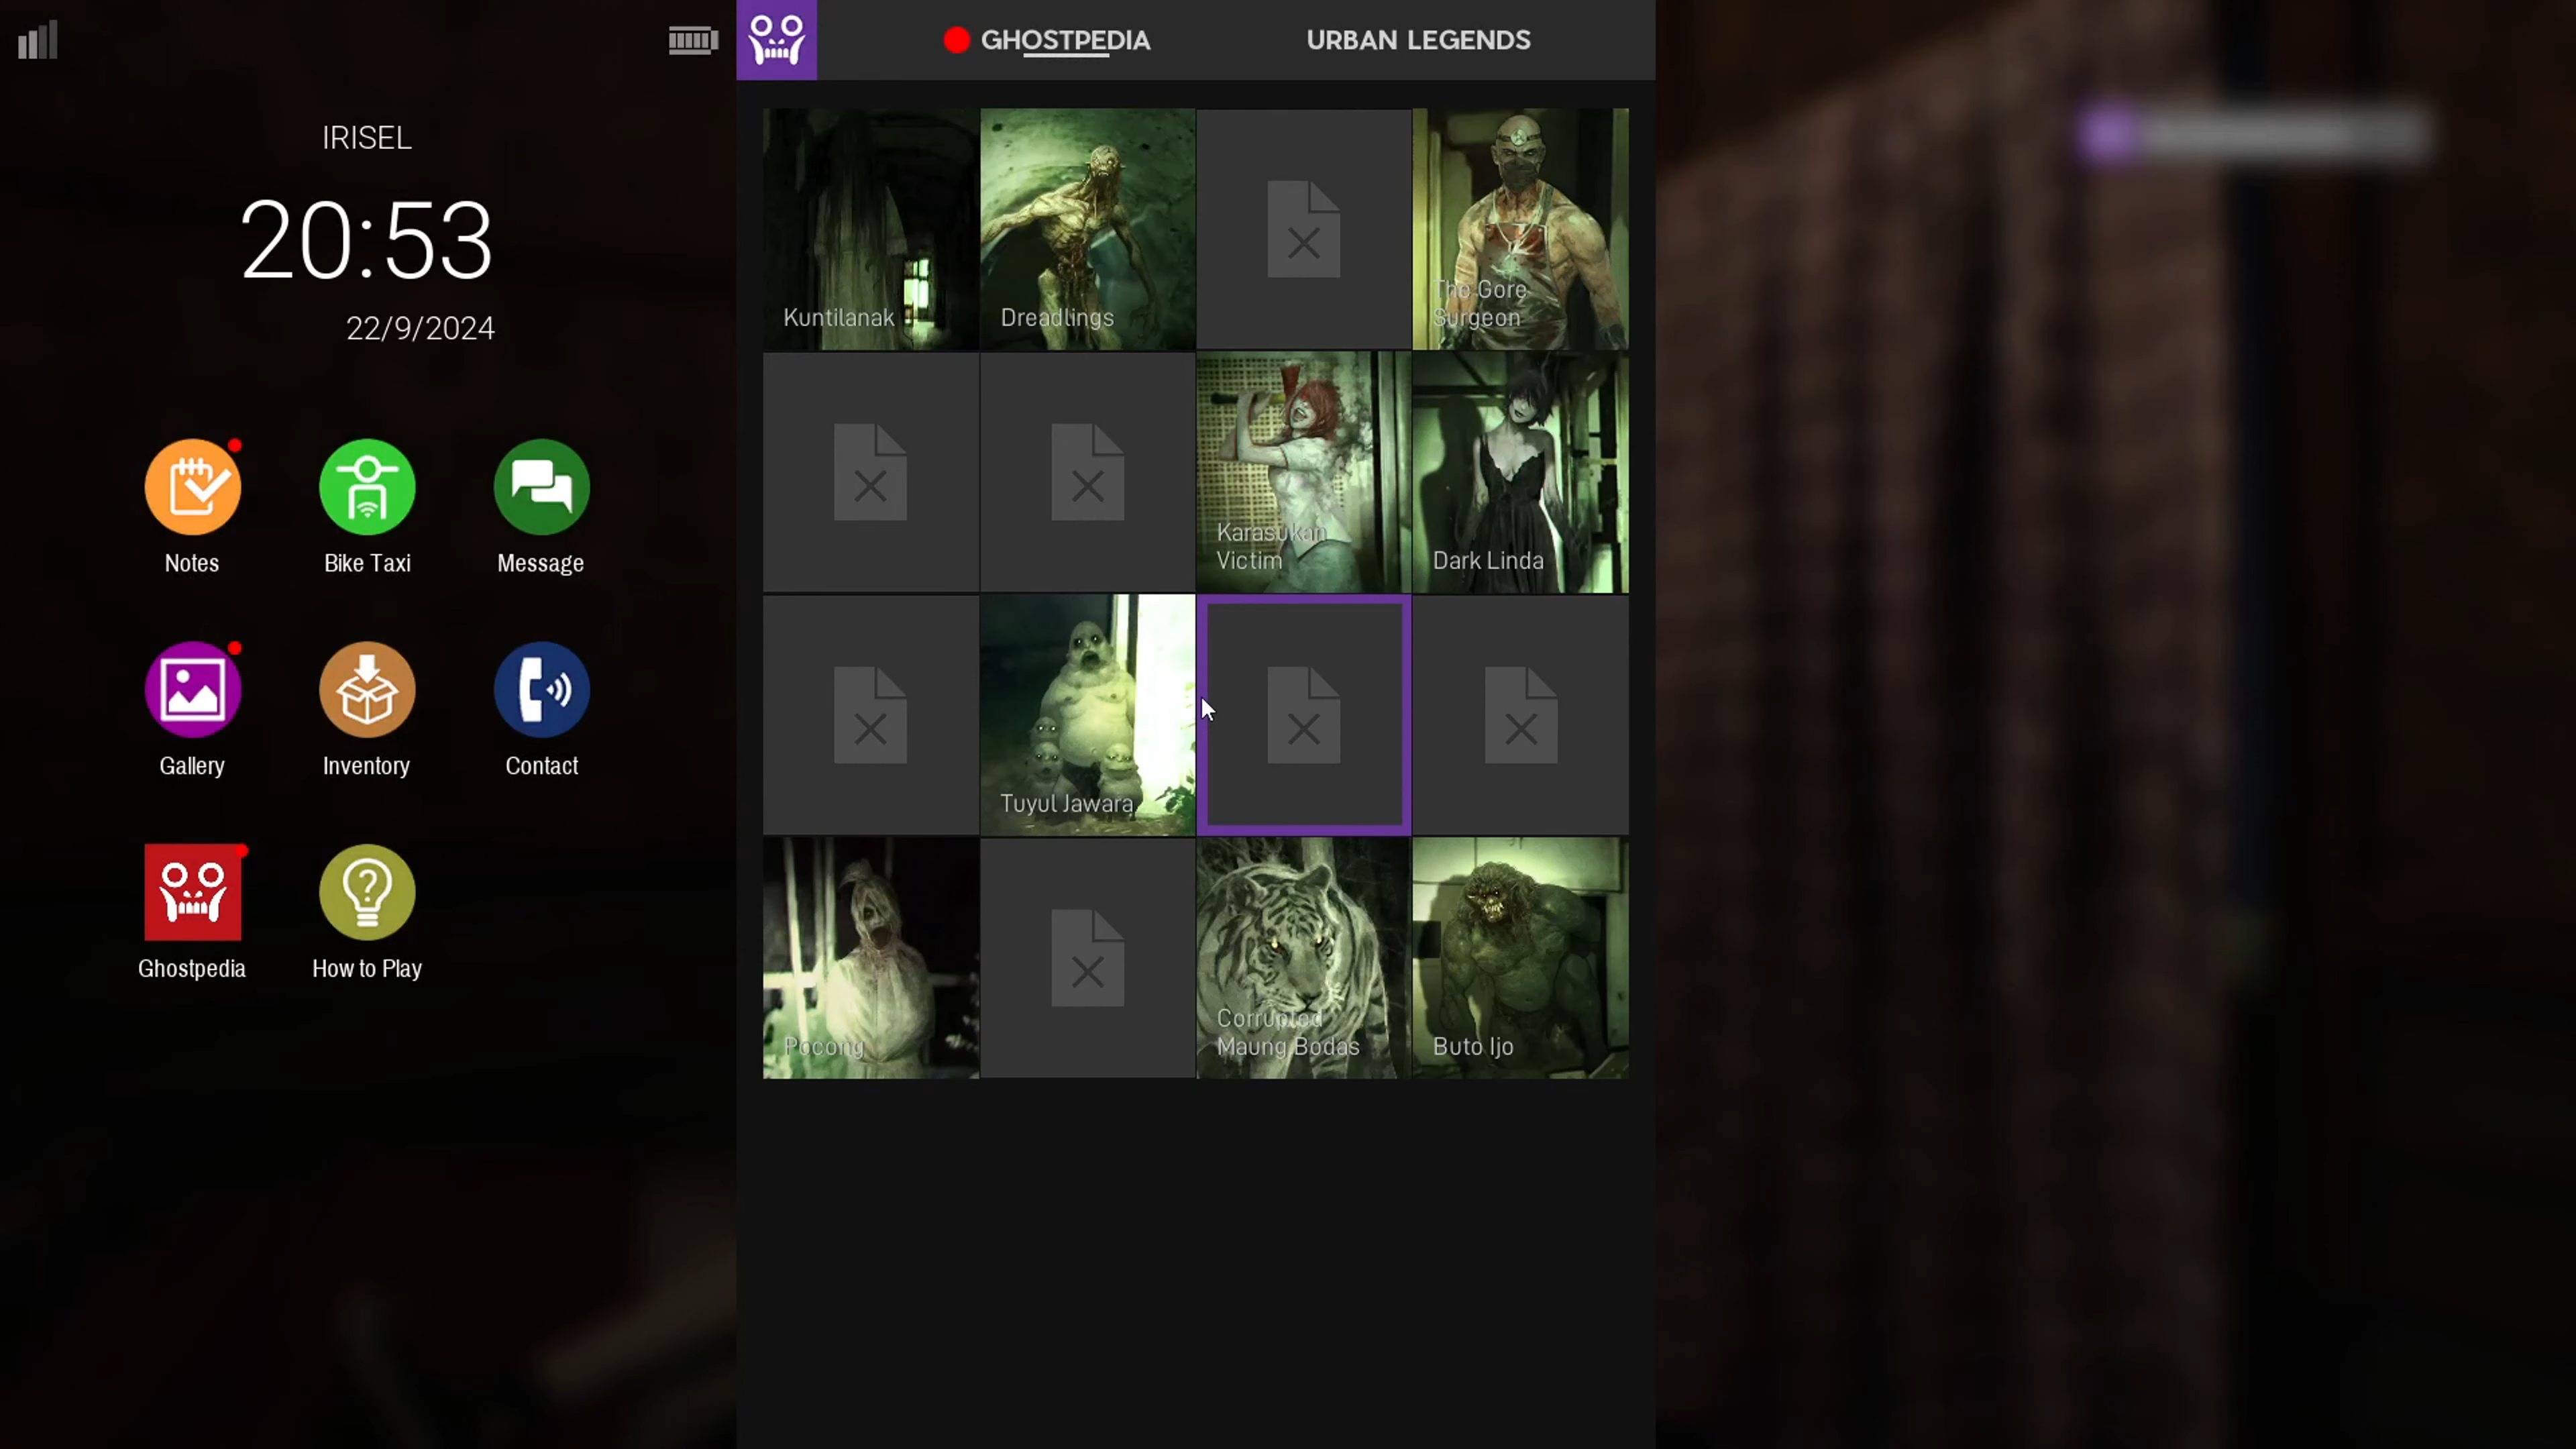 IRISEL
20:53
22/9/2024
Notes
Bike Taxi
Message
Gallery
Inventory
Contact
Ghostpedia
How to Play
GHOSTPEDIA
URBAN LEGENDS
Kuntilanak
Dreadlings
The Gore
Surgeon
Karasukan
Victim
Dark Linda
Tuyul Jawara
Pocong
Corrupted
Maung Bodas
Buto Ijo